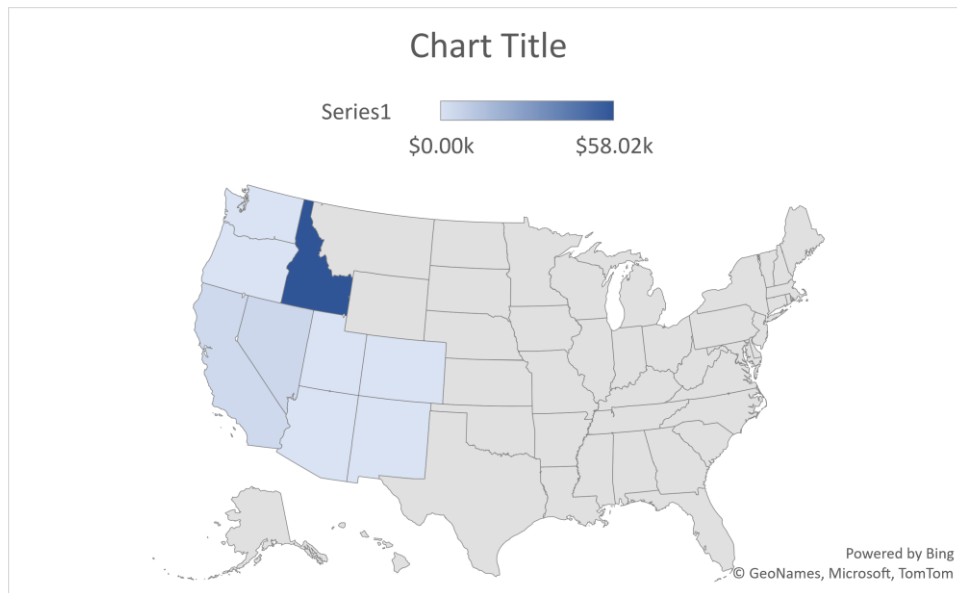 Chart Title
Series1
$0.00k $58.02k
Powered by Bing
© GeoNames, Microsoft, TomTom